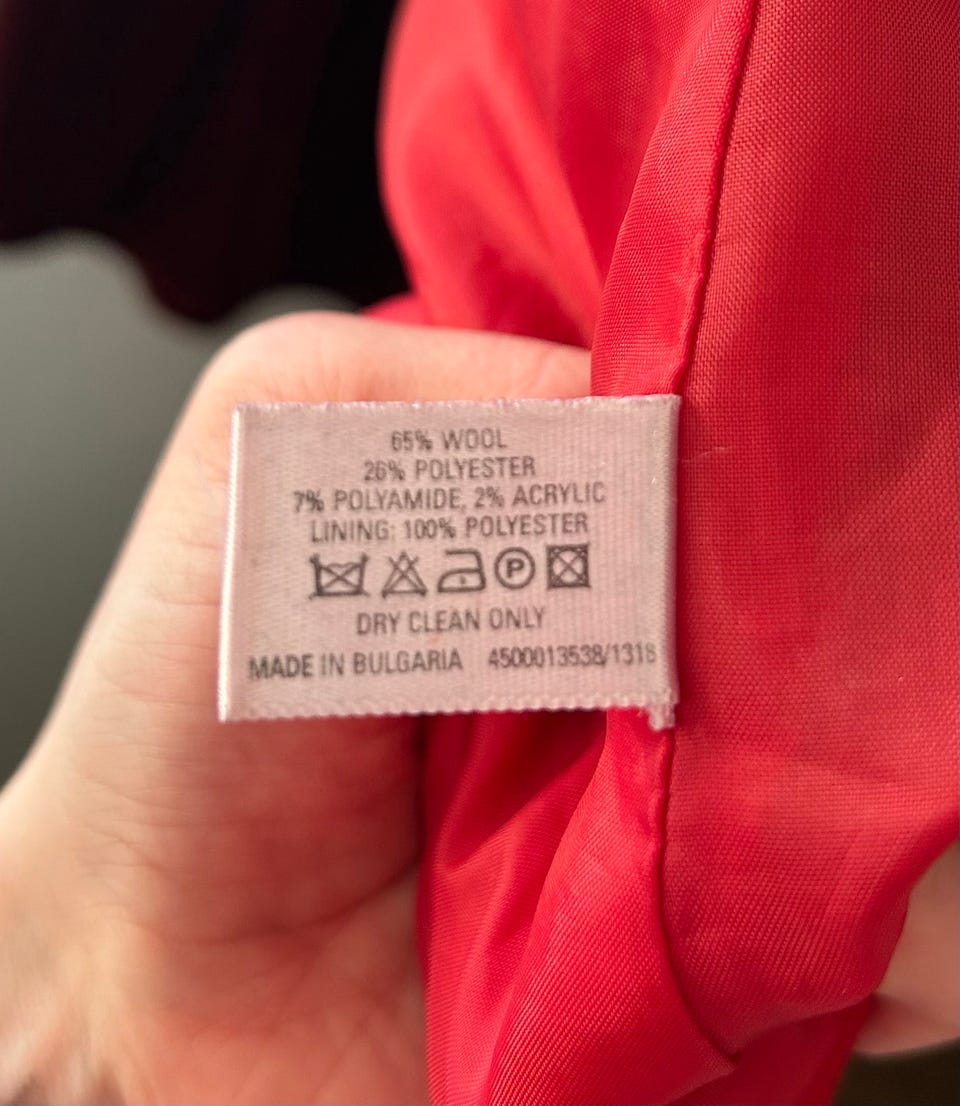 65% WOOL
26% POLYESTER
7% POLYAMIDE, 2% ACRYLIC
LINING: 100% POLYESTER
P
DRY CLEAN ONLY
MADE IN BULGARIA 4500013538/1318